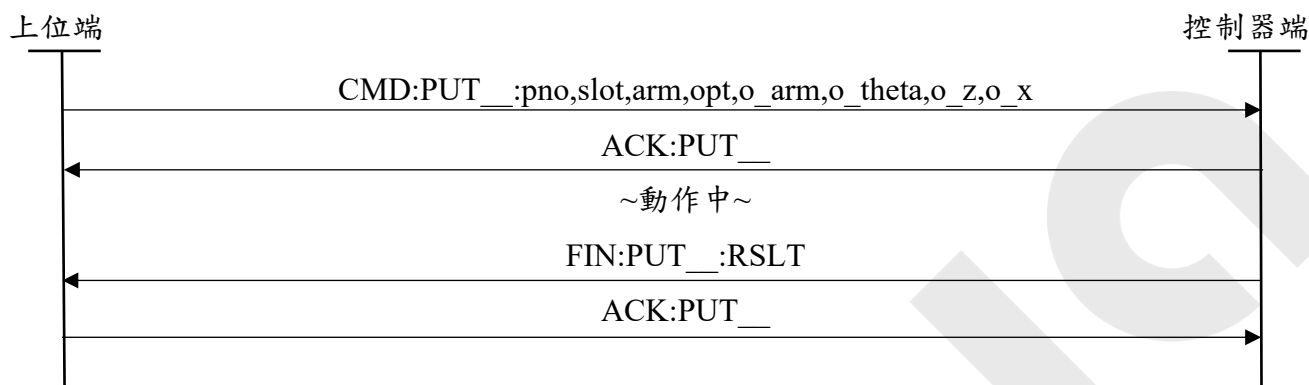 上位端 控制器端
CMD:PUT__:pno,slot,arm,opt,o_arm,o_theta,o_z,o_x
ACK:PUT__
~動作中~
FIN:PUT__:RSLT
ACK:PUT__